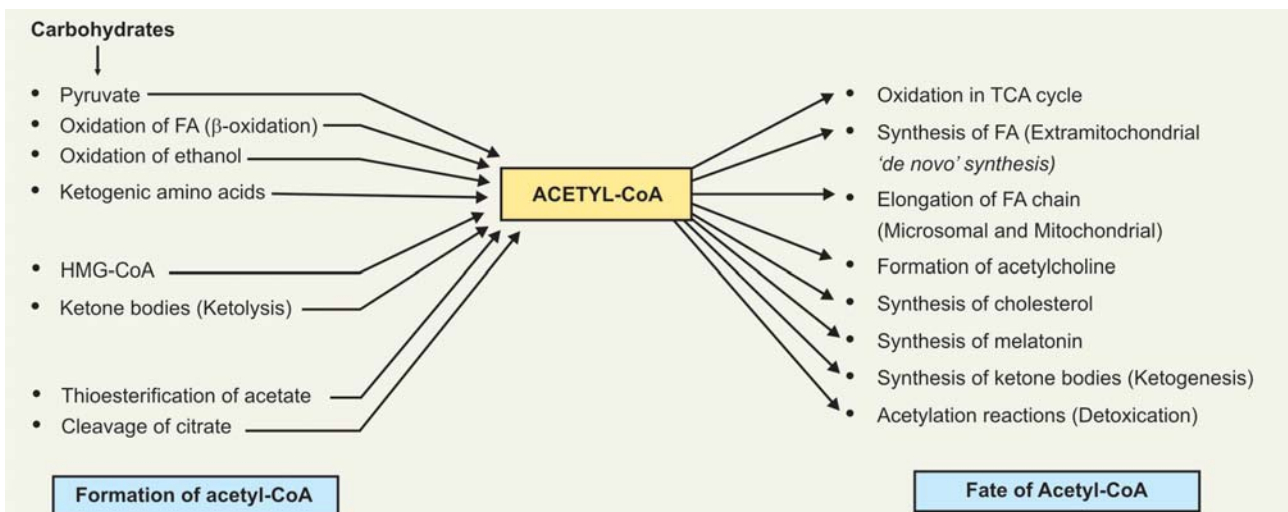 Carbohydrates
• Pyruvate
• Oxidation of FA (β-oxidation)
• Oxidation of ethanol
• Ketogenic amino acids
• HMG-CoA
• Ketone bodies (Ketolysis)
• Thioesterification of acetate
• Cleavage of citrate
Formation of acetyl-CoA
ACETYL-CoA
• Oxidation in TCA cycle
• Synthesis of FA (Extramitochondrial
'de novo' synthesis)
• Elongation of FA chain
(Microsomal and Mitochondrial)
• Formation of acetylcholine
• Synthesis of cholesterol
• Synthesis of melatonin
• Synthesis of ketone bodies (Ketogenesis)
• Acetylation reactions (Detoxication)
Fate of Acetyl-CoA